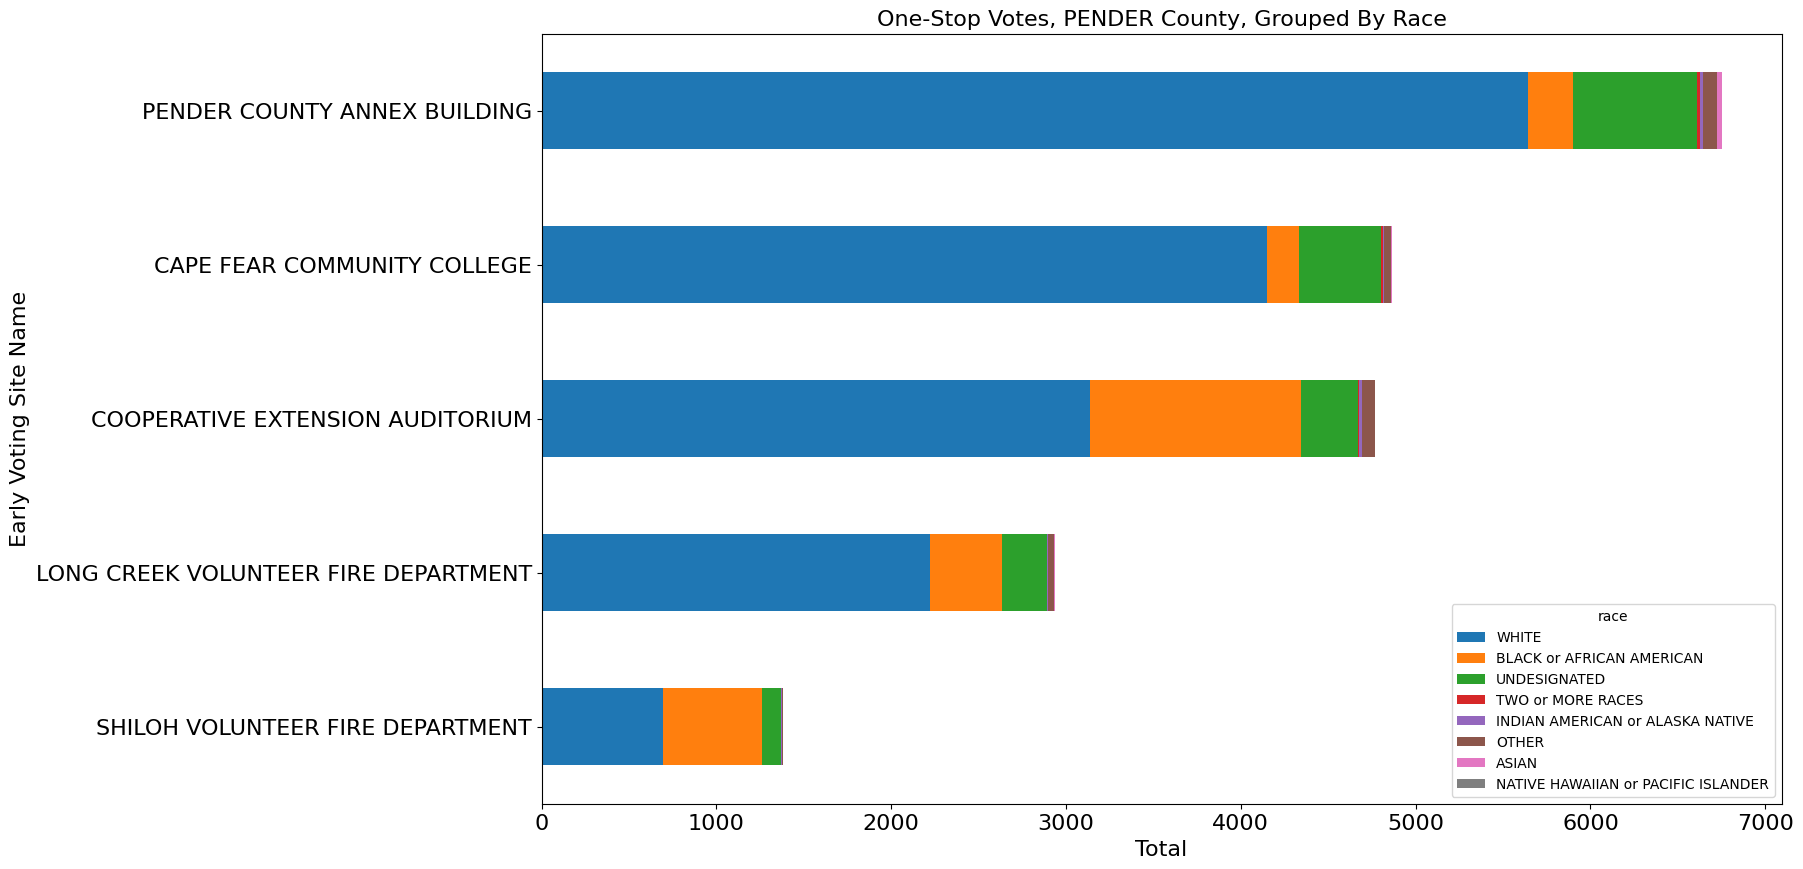 One-Stop Votes, PENDER County, Grouped By Race
Early Voting Site Name
PENDER COUNTY ANNEX BUILDING
CAPE FEAR COMMUNITY COLLEGE
COOPERATIVE EXTENSION AUDITORIUM
LONG CREEK VOLUNTEER FIRE DEPARTMENT
SHILOH VOLUNTEER FIRE DEPARTMENT
race
WHITE
BLACK or AFRICAN AMERICAN
UNDESIGNATED
TWO or MORE RACES
INDIAN AMERICAN or ALASKA NATIVE
OTHER
ASIAN
NATIVE HAWAIIAN or PACIFIC ISLANDER
0 1000 2000 3000 4000 5000 6000 7000
Total